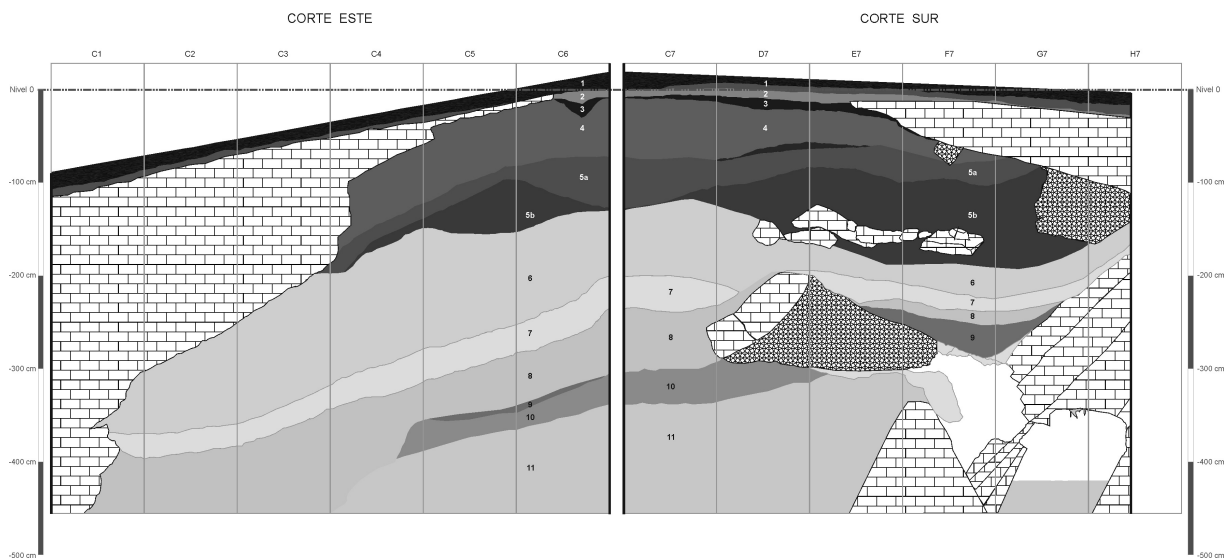 CORTE ESTE
CORTE SUR
C1 C2 C3 C4 C5 C6 C7 D7 E7 F7 G7 H7
Nivel 0
1
2
3
4
5a
5b
6
7
8
9
10
11
-100 cm
-200 cm
-300 cm
-400 cm
-500 cm
1
2
3
4
5a
5b
6
7
7
8
8
9
10
11
Nivel 0
-100 cm
-200 cm
-300 cm
-400 cm
-500 cm